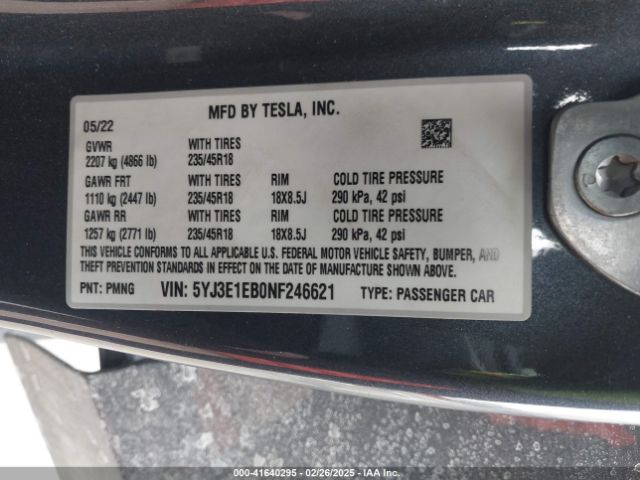 MFD BY TESLA, INC.
05/22
GVWR WITH TIRES
2207 kg (4866 lb) 235/45R18
GAWR FRT WITH TIRES RIM COLD TIRE PRESSURE
1110 kg (2447 lb) 235/45R18 18X8.5J 290 kPa, 42 psi
GAWR RR WITH TIRES RIM COLD TIRE PRESSURE
1257 kg (2771 lb) 235/45R18 18X8.5J 290 kPa, 42 psi
THIS VEHICLE CONFORMS TO ALL APPLICABLE U.S. FEDERAL MOTOR VEHICLE SAFETY, BUMPER, AND
THEFT PREVENTION STANDARDS IN EFFECT ON THE DATE OF MANUFACTURE SHOWN ABOVE.
PNT: PMNG VIN: 5YJ3E1EB0NF246621 TYPE: PASSENGER CAR
000-41640295 - 02/26/2025 - IAA Inc.